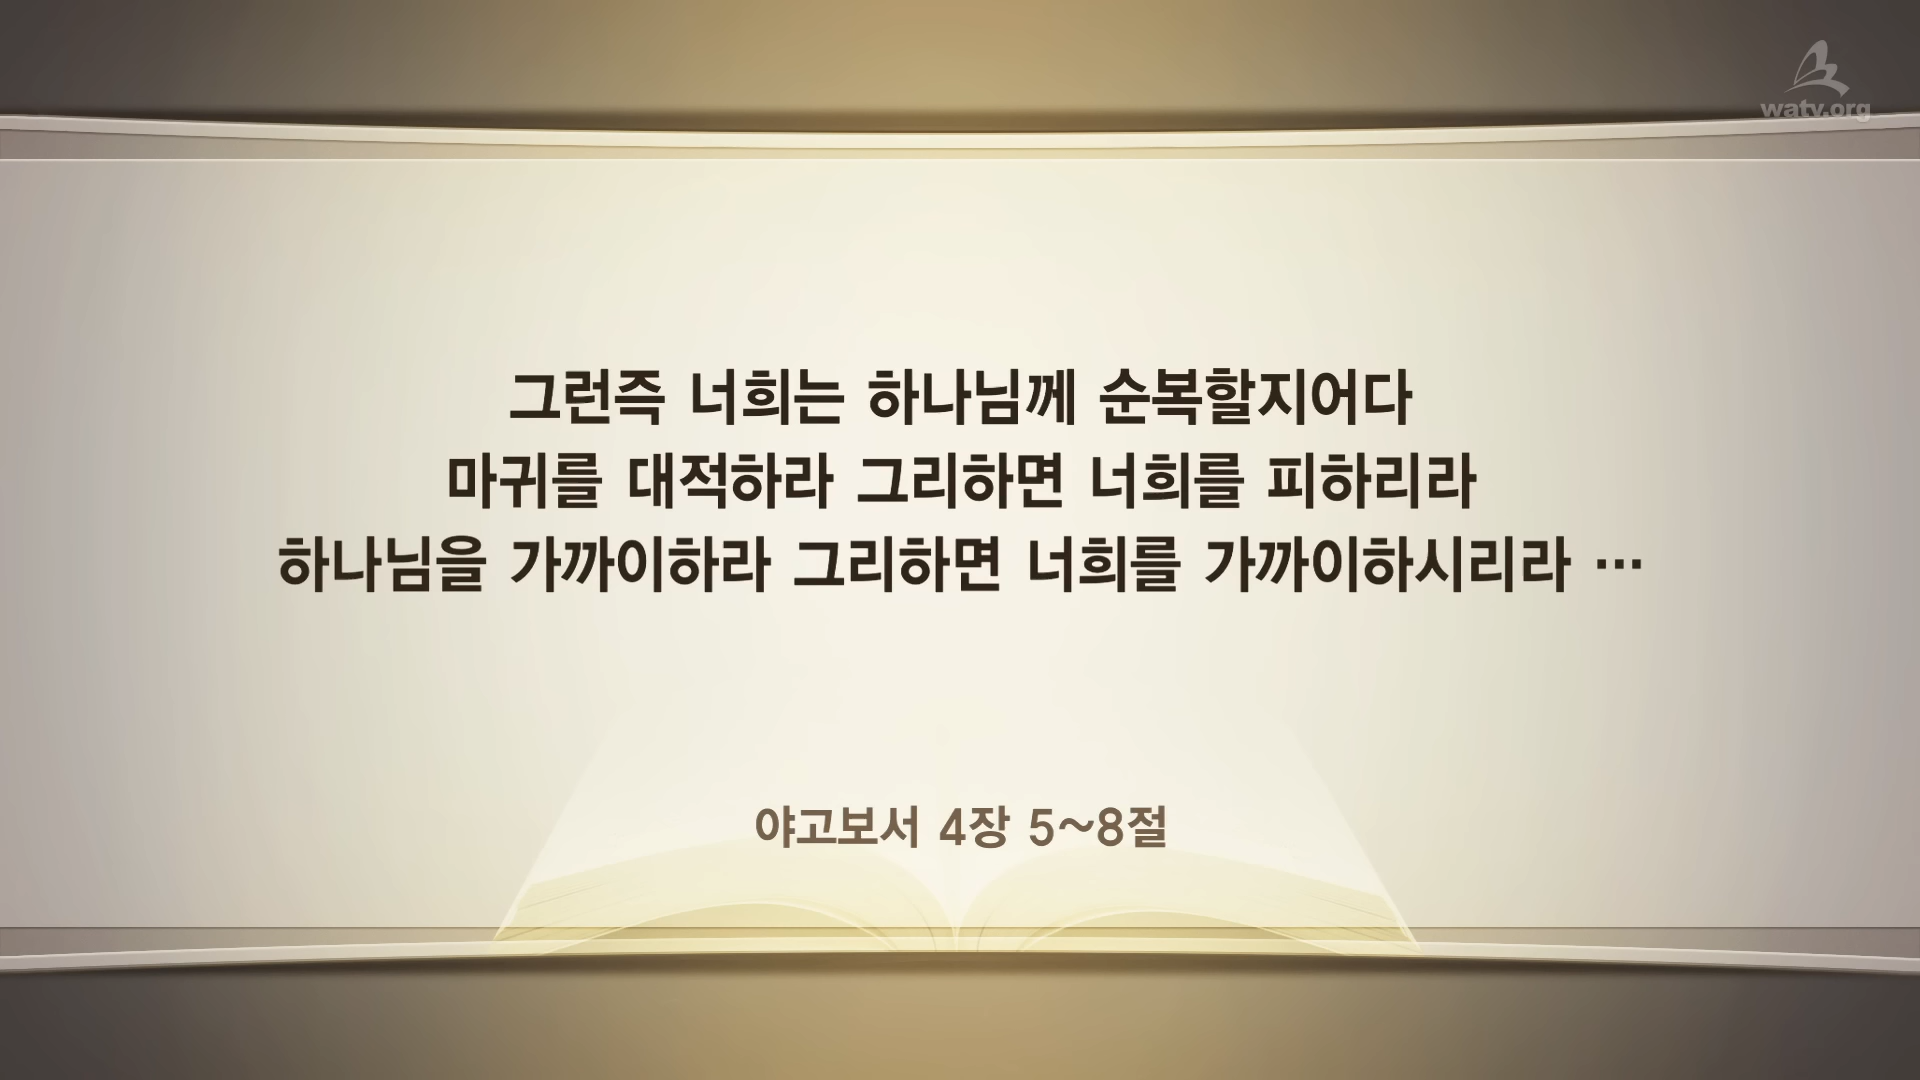 watv.org
그런즉 너희는 하나님께 순복할지어다
마귀를 대적하라 그리하면 너희를 피하리라
하나님을 가까이하라 그리하면 너희를 가까이하시리라 …
야고보서 4장 5~8절